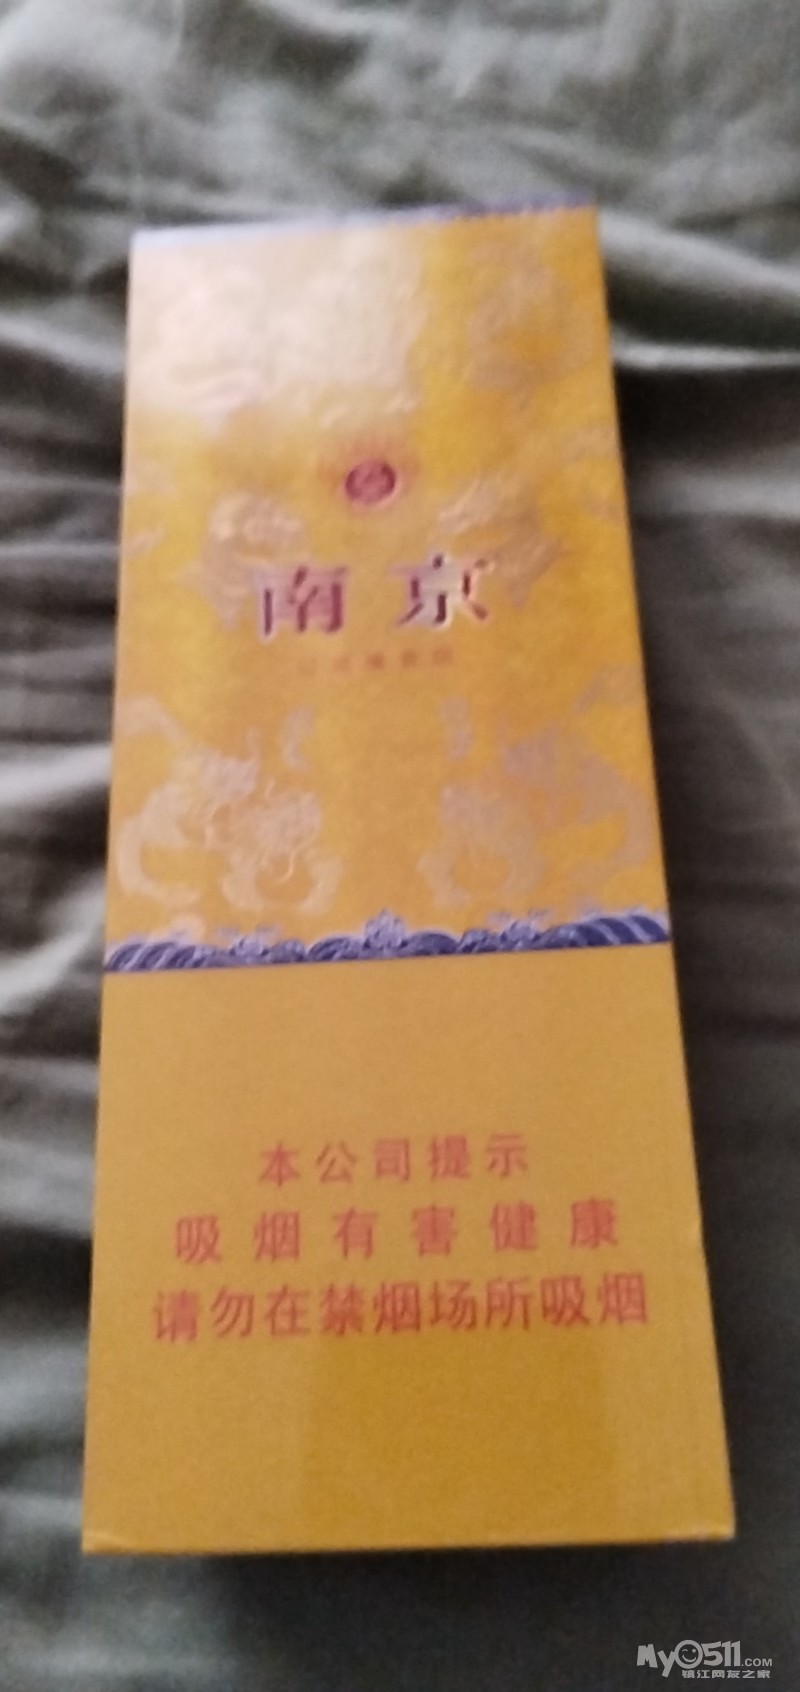 南京
本公司提示
吸烟有害健康
请勿在禁烟场所吸烟
MyO511.COM
镇江网友之家